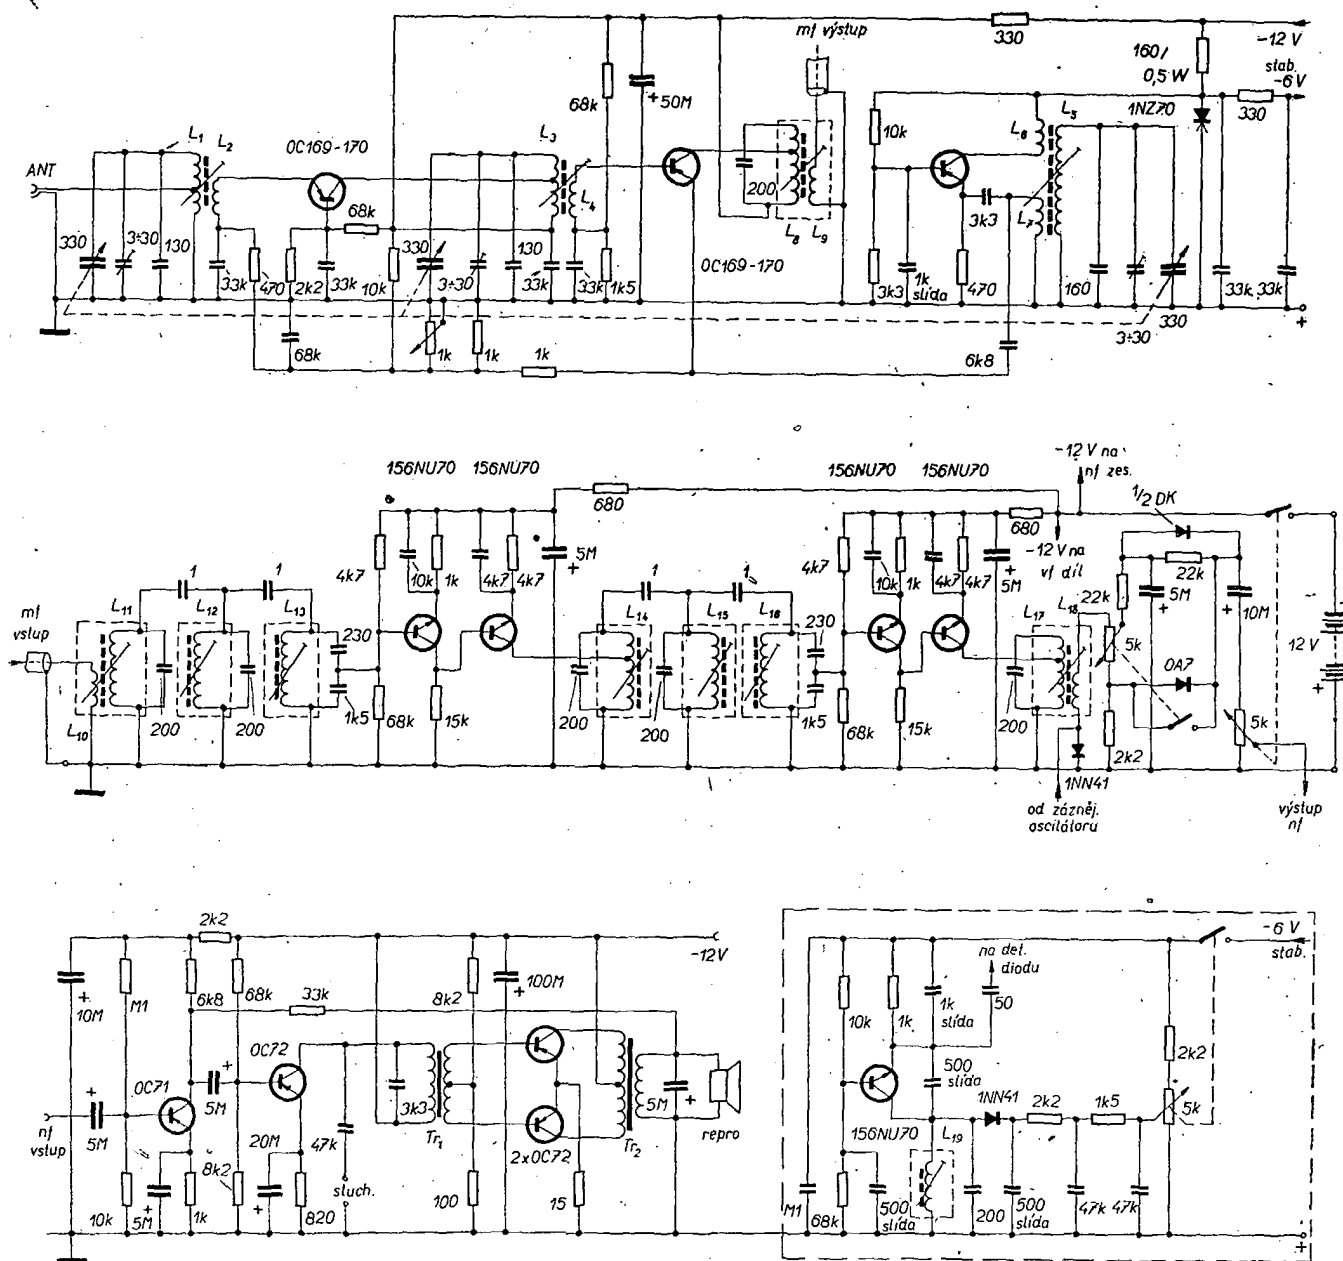 mf výstup
330
-12 V
stab.
-6 V
160/
0,5 W
1NZ70
330
68k
50M
L1
L2
L3
L4
L5
L6
L7
L8
L9
OC169-170
10k
ANT
200
3k3
68k
OC169-170
330
3÷30
130
33k
470
2k2
33k
10k
330
3÷30
130
33k
33k
1k5
3k3
1k
slída
470
160
3÷30
330
33k
33k
+
68k
1k
1k
1k
6k8
156NU70
156NU70
156NU70
156NU70
-12 V na
nf zes.
1/2 DK
680
680
-12 V na
vf díl
4k7
10k
1k
4k7
4k7
5M
+
4k7
10k
1k
4k7
4k7
5M
+
22k
22k
5M
+
10M
+
12 V
+
mf
vstup
1
1
L11
L12
L13
230
1
1
L14
L15
L16
230
L17
L18
5k
0A7
5k
L10
200
200
1k5
68k
15k
200
200
1k5
68k
15k
200
2k2
1NN41
od zázněj.
oscilátoru
výstup
nf
2k2
-12V
-6 V
stab.
na det.
diodu
10M
+
M1
6k8
68k
33k
8k2
100M
+
10k
1k
1k
slída
50
OC71
OC72
5M
+
3k3
5M
+
500
slída
1NN41
2k2
1k5
2k2
5k
nf
vstup
5M
+
20M
+
47k
Tr1
2xOC72
Tr2
repro
156NU70
L19
sluch.
10k
5M
+
1k
8k2
820
100
15
M1
68k
500
slída
200
500
slída
47k
47k
+